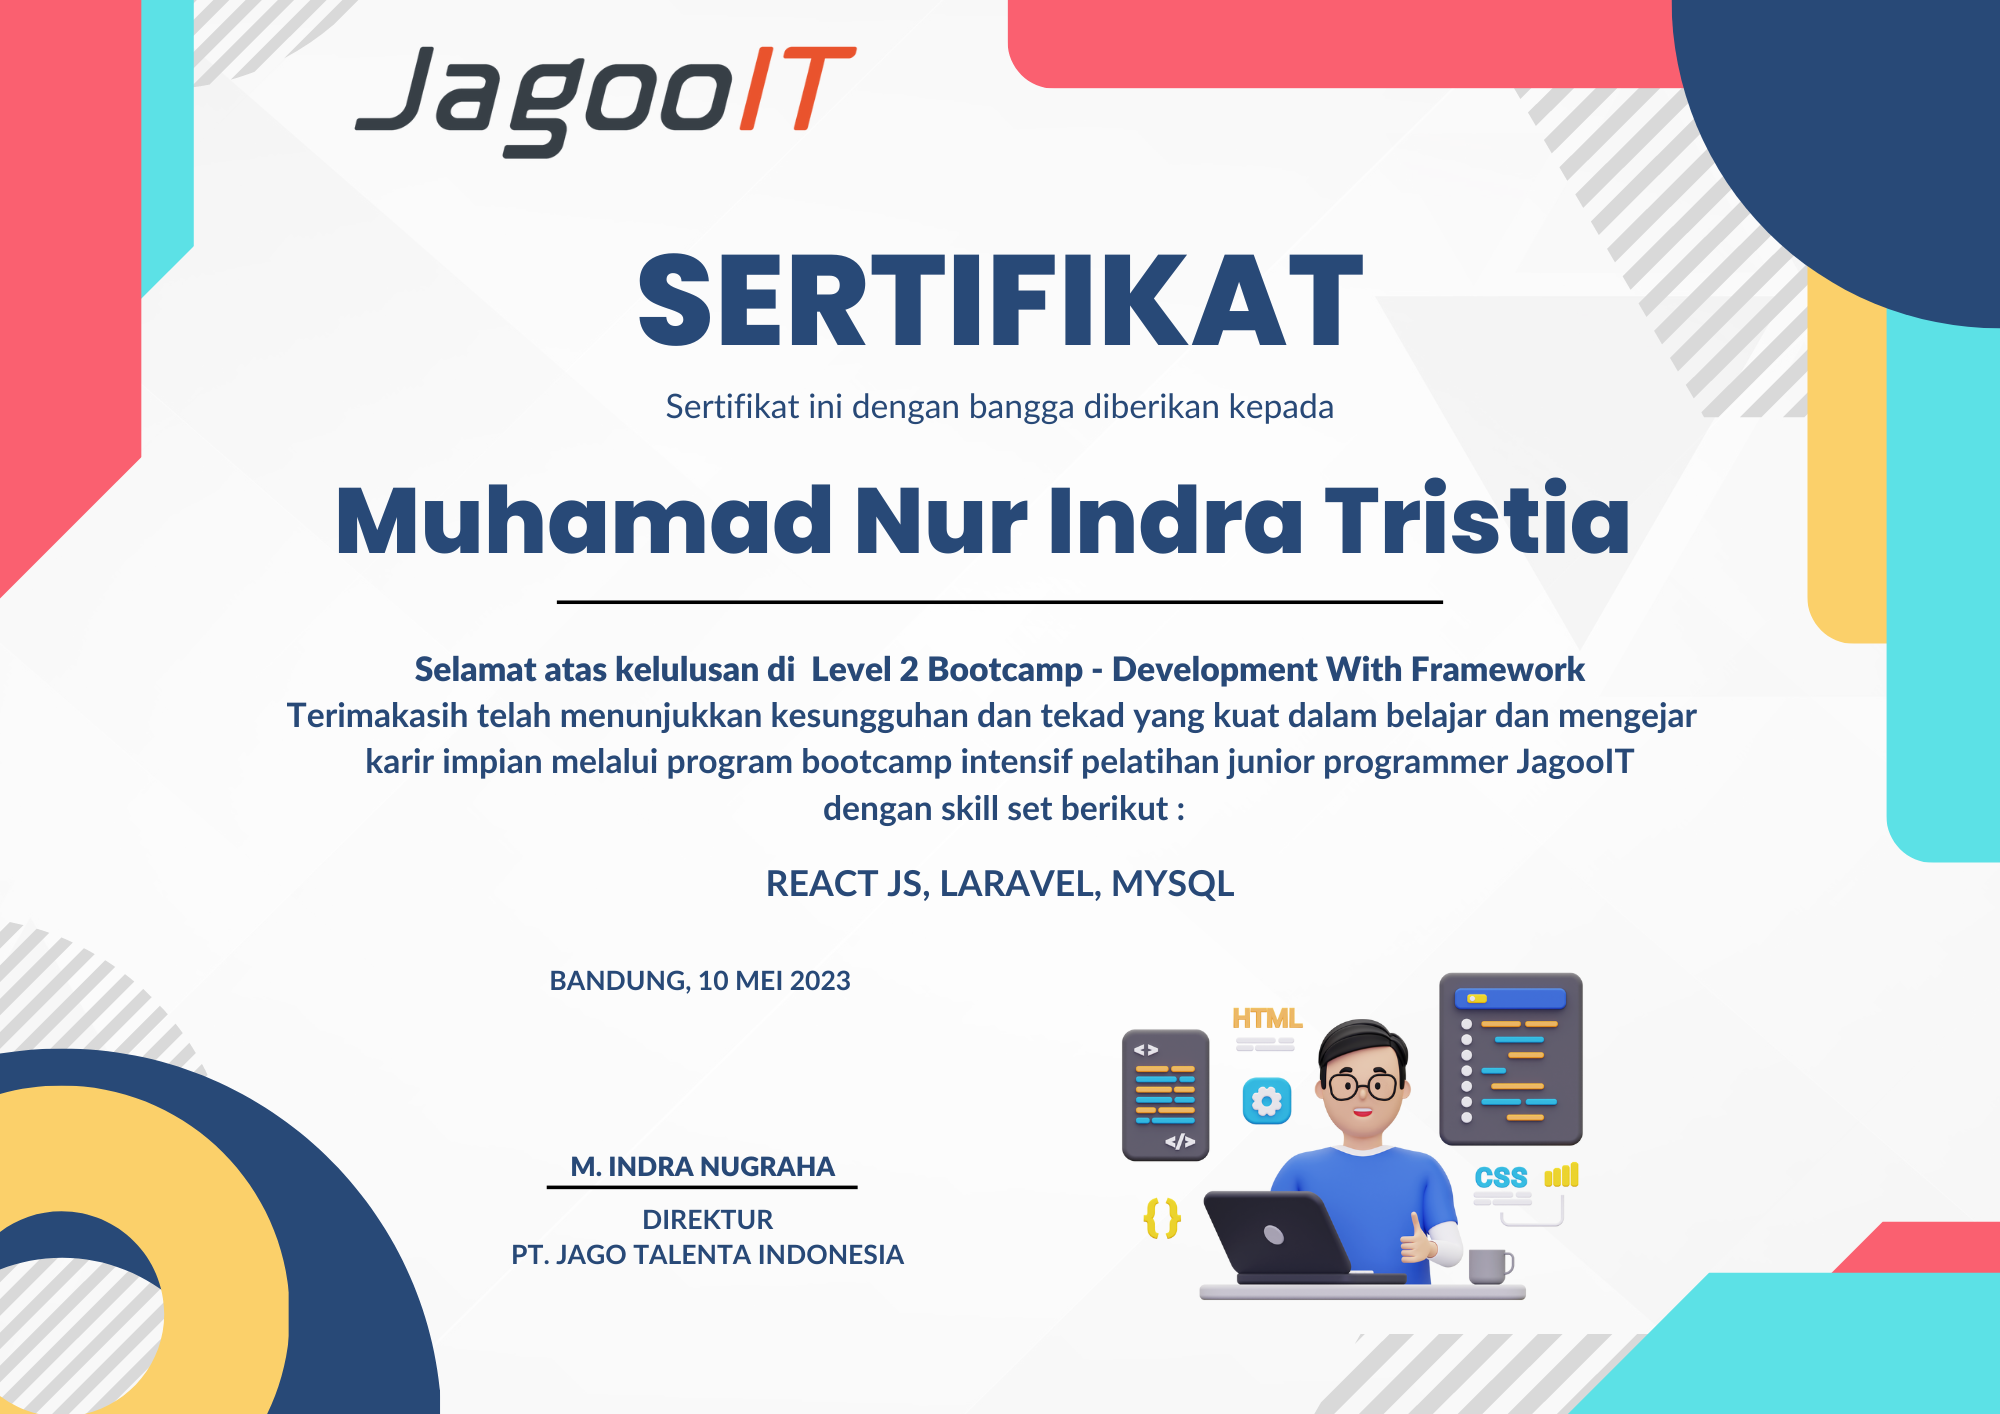 JagooIT
SERTIFIKAT
Sertifikat ini dengan bangga diberikan kepada
Muhamad Nur Indra Tristia
Selamat atas kelulusan di  Level 2 Bootcamp - Development With Framework
Terimakasih telah menunjukkan kesungguhan dan tekad yang kuat dalam belajar dan mengejar
karir impian melalui program bootcamp intensif pelatihan junior programmer JagooIT
dengan skill set berikut :
REACT JS, LARAVEL, MYSQL
BANDUNG, 10 MEI 2023
M. INDRA NUGRAHA
DIREKTUR
PT. JAGO TALENTA INDONESIA
HTML
<>
</>
{}
CSS